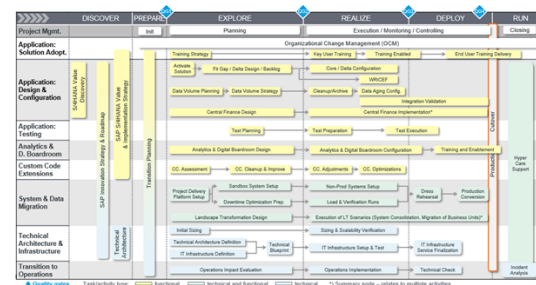 DISCOVER
PREPARE
EXPLORE
REALIZE
DEPLOY
RUN
Project Mgmt.
Init
Planning
Execution / Monitoring / Controlling
Closing
Application:
Solution Adopt.
Organizational Change Management (OCM)
Training Strategy
Key User Training
Training Enabled
End User Training Delivery
Application:
Design &
Configuration
S/4HANA Value
Discovery
SAP Innovation Strategy & Roadmap
SAP S/4HANA Value
& Implementation Strategy
Transition Planning
Activate
Solution
Fit Gap / Delta Design / Backlog
Core / Delta Configuration
WRICEF
Data Volume Planning
Data Volume Strategy
Cleanup/Archive
Data Aging Config.
Integration Validation
Central Finance Design
Central Finance Implementation*
Application:
Testing
Test Planning
Test Preparation
Test Execution
Analytics &
D. Boardroom
Analytics & Digital Boardroom Design
Analytics & Digital Boardroom Configuration
Training and Enablement
Custom Code
Extensions
CC. Assessment
CC. Cleanup & Improve
CC. Adjustments
CC. Optimizations
System & Data
Migration
Project Delivery
Platform Setup
Sandbox System Setup
Downtime Optimization Prep.
Non-Prod Systems Setup
Load & Verification Runs
Dress
Rehearsal
Production
Conversion
Landscape Transformation Design
Execution of LT Scenarios (System Consolidation, Migration of Business Units)*
Production
Cutover
Hyper
Care
Support
Technical
Architecture &
Infrastructure
Technical
Architecture
Initial Sizing
Sizing & Scalability Verification
Technical Architecture Definition
IT Infrastructure Definition
Technical
Blueprint
IT Infrastructure Setup & Test
IT Infrastructure
Service Finalization
Transition to
Operations
Operations Impact Evaluation
Operations Implementation
Technical Check
Incident
Analysis
Quality gates
Task/activity type:
functional
technical and functional
technical
*) Summary node – relates to multiple activities